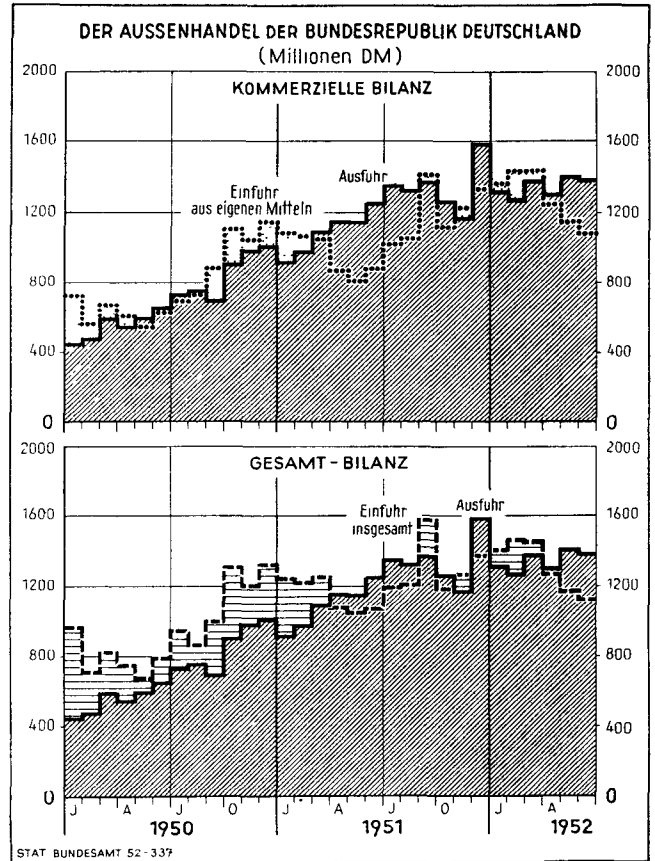 DER AUSSENHANDEL DER BUNDESREPUBLIK DEUTSCHLAND
(Millionen DM)
KOMMERZIELLE BILANZ
2000 2000
1600 1600
1200 1200
800 800
400 400
0 0
Einfuhr
aus eigenen Mitteln
Ausfuhr
GESAMT-BILANZ
2000 2000
1600 1600
1200 1200
800 800
400 400
0 0
Einfuhr
insgesamt
Ausfuhr
J A J O J A J O J A
1950 1951 1952
STAT BUNDESAMT 52-337